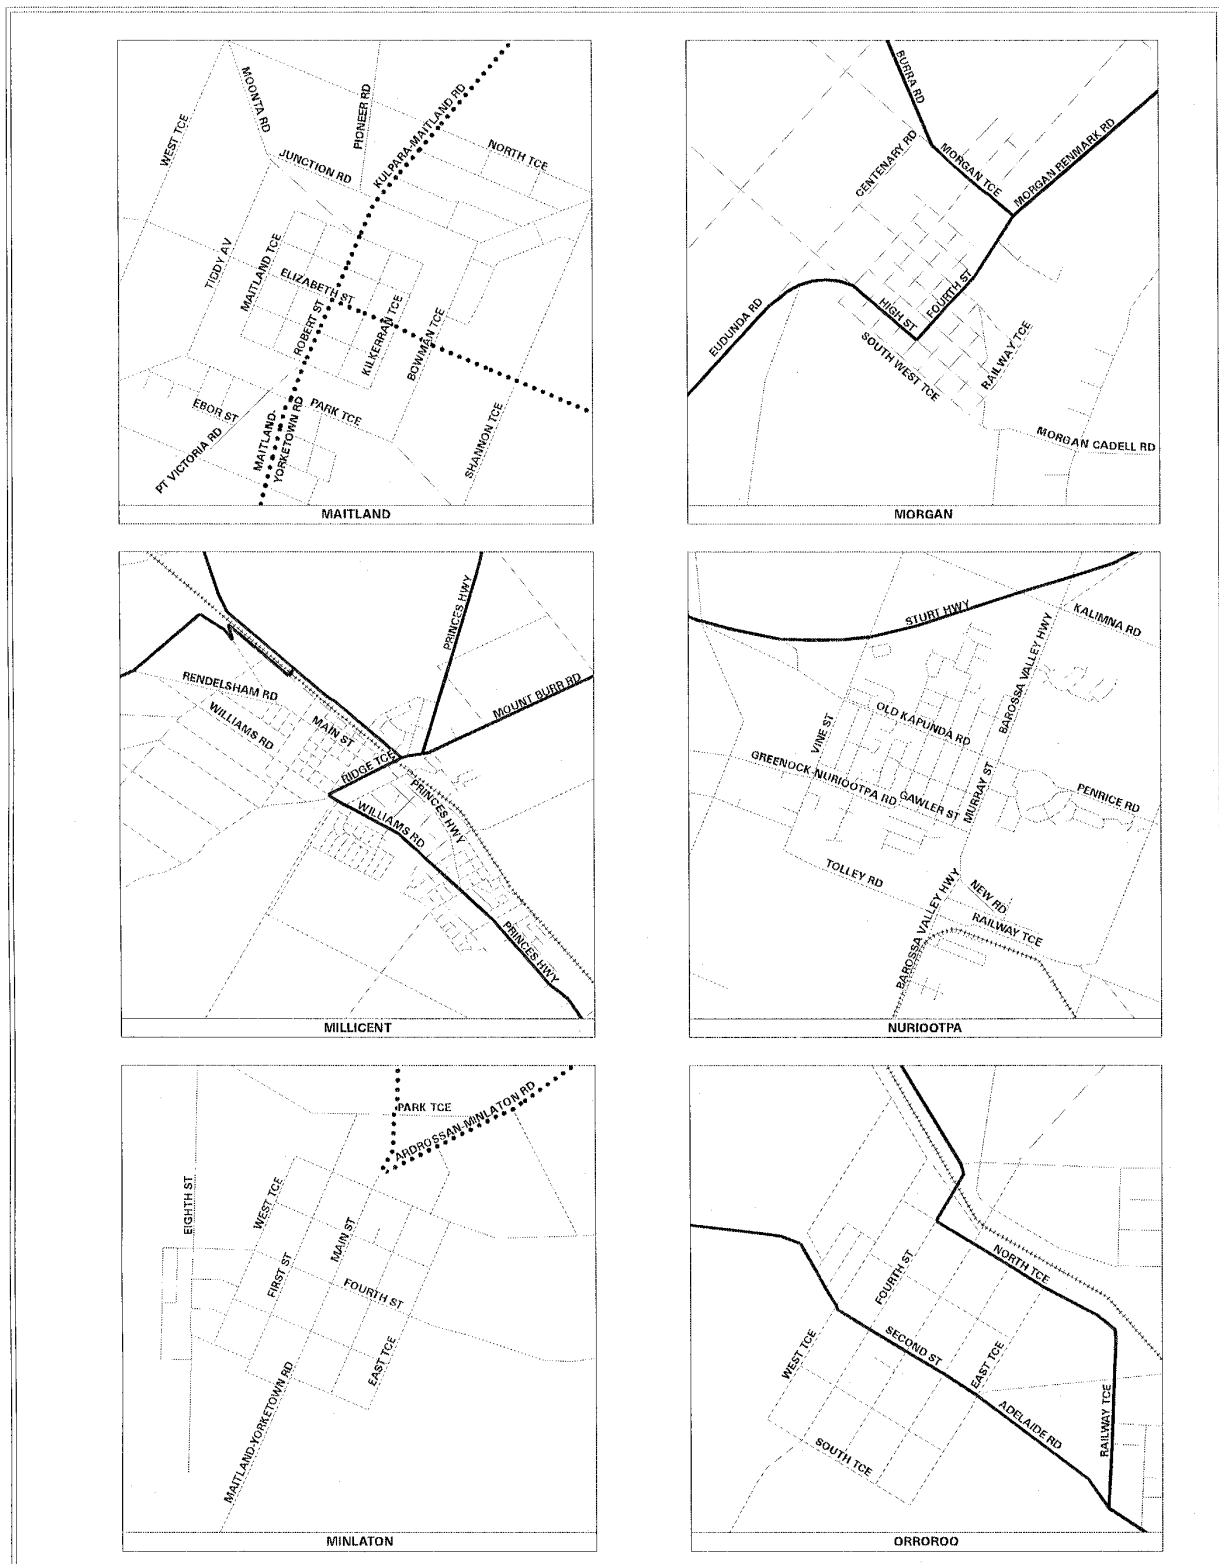 MOONTA RD
PIONEER RD
KULPARA-MAITLAND RD
WEST TCE
NORTH TCE
JUNCTION RD
TIDDY AV
MAITLAND TCE
ELIZABETH ST
ROBERT ST
KILKERRAN TCE
BOWMAN TCE
EBOR ST
PARK TCE
PT VICTORIA RD
MAITLAND-
YORKETOWN RD
SHANNON TCE
MAITLAND
BURRA RD
CENTENARY RD
MORGAN TCE
MORGAN RENMARK RD
EUDUNDA RD
HIGH ST
FOURTH ST
SOUTH WEST TCE
RAILWAY TCE
MORGAN CADELL RD
MORGAN
PRINCES HWY
RENDELSHAM RD
MOUNT BURR RD
WILLIAMS RD
MAIN ST
RIDGE TCE
PRINCES HWY
WILLIAMS RD
PRINCES HWY
MILLICENT
STURT HWY
KALIMNA RD
BAROSSA VALLEY HWY
VINE ST
OLD KAPUNDA RD
GREENOCK-NURIOOTPA RD
GAWLER ST
MURRAY ST
PENRICE RD
TOLLEY RD
NEW RD
BAROSSA VALLEY HWY
RAILWAY TCE
NURIOOTPA
PARK TCE
ARDROSSAN-MINLATON RD
EIGHTH ST
WEST TCE
MAIN ST
FIRST ST
FOURTH ST
EAST TCE
MAITLAND-YORKETOWN RD
MINLATON
FOURTH ST
NORTH TCE
WEST TCE
SECOND ST
EAST TCE
ADELAIDE RD
RAILWAY TCE
SOUTH TCE
ORROROO